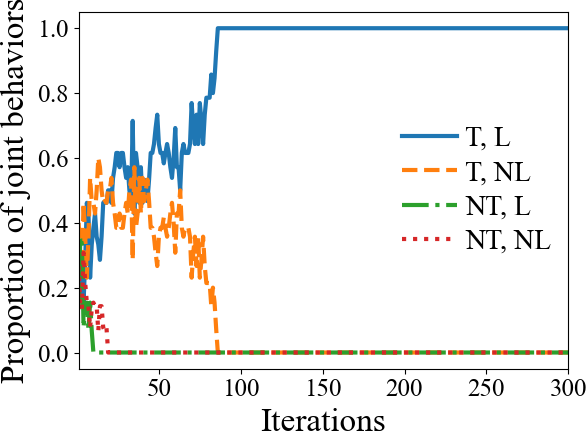 Proportion of joint behaviors
1.0
0.8
0.6
0.4
0.2
0.0
T, L
T, NL
NT, L
NT, NL
50 100 150 200 250 300
Iterations